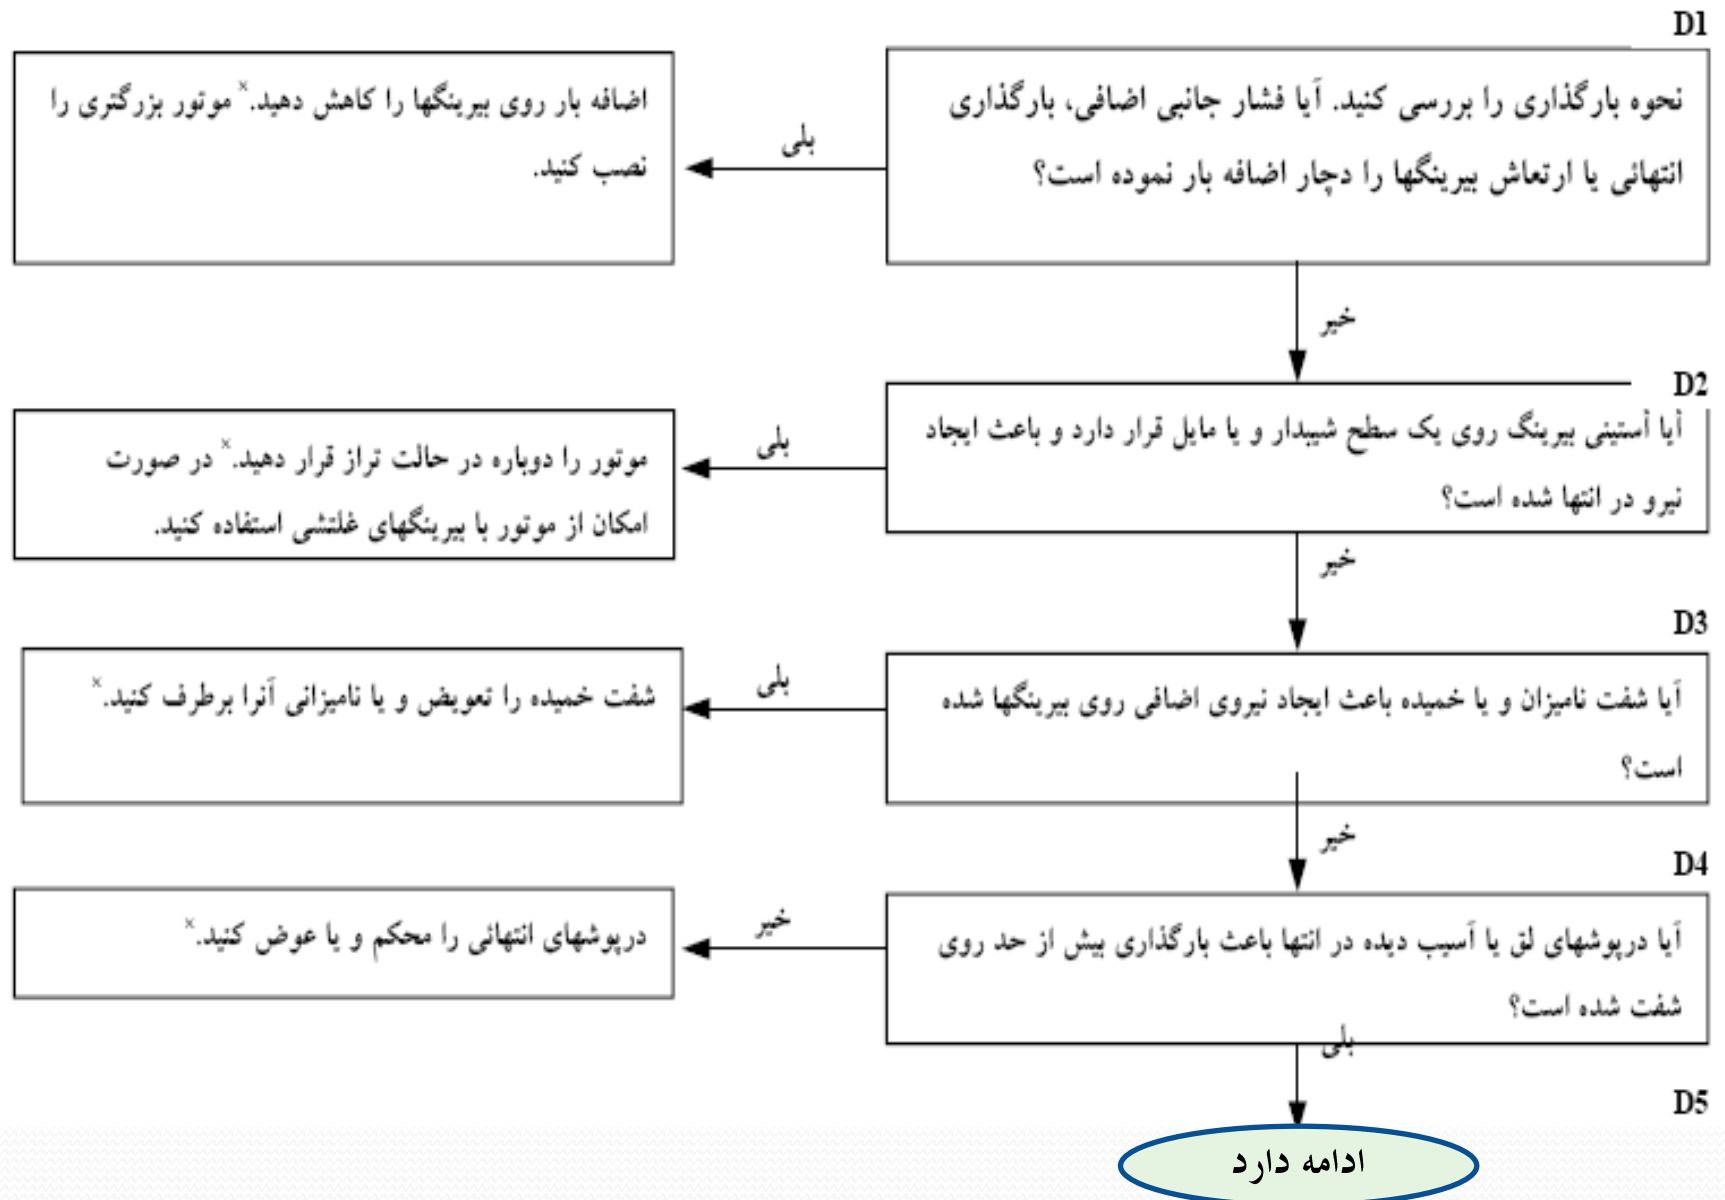 D1
نحوه بارگذاری را بررسی کنید. آیا فشار جانبی اضافی، بارگذاری
انتهائی یا ارتعاش بیرینگها را دچار اضافه بار نموده است؟
بلی
اضافه بار روی بیرینگها را کاهش دهید.× موتور بزرگتری را
نصب کنید.
خیر
D2
آیا آستینی بیرینگ روی یک سطح شیبدار و یا مایل قرار دارد و باعث ایجاد
نیرو در انتها شده است؟
بلی
موتور را دوباره در حالت تراز قرار دهید.× در صورت
امکان از موتور با بیرینگهای غلتشی استفاده کنید.
خیر
D3
آیا شفت نامیزان و یا خمیده باعث ایجاد نیروی اضافی روی بیرینگها شده
است؟
بلی
شفت خمیده را تعویض و یا نامیزانی آنرا برطرف کنید.×
خیر
D4
آیا درپوشهای لق یا آسیب دیده در انتها باعث بارگذاری بیش از حد روی
شفت شده است؟
خیر
درپوشهای انتهائی را محکم و یا عوض کنید.×
بلی
D5
ادامه دارد